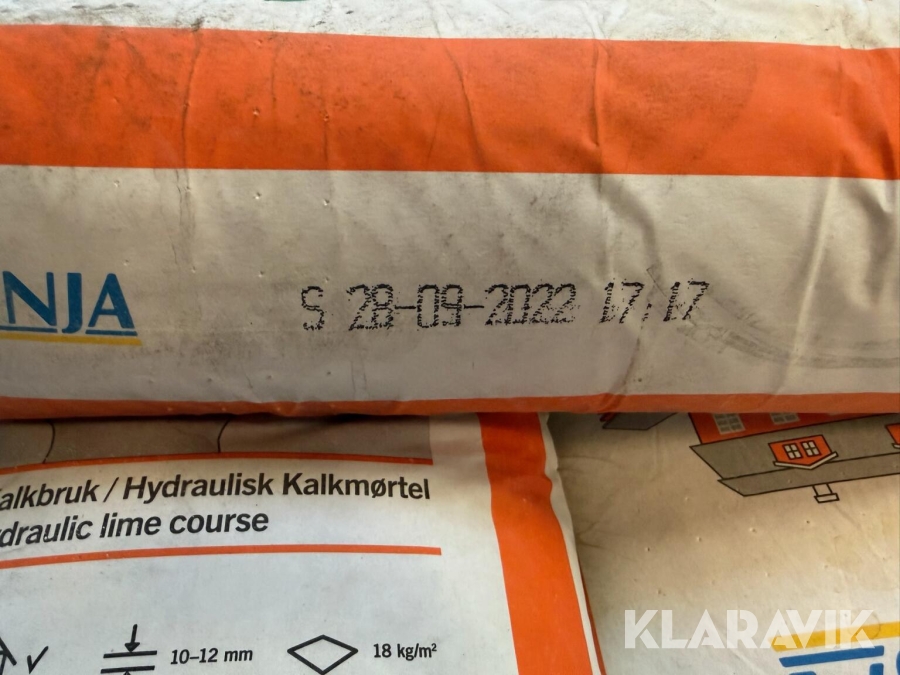 NJA
S 28-09-2022 17:17
alkbruk / Hydraulisk Kalkmørtel
draulic lime course
10–12 mm
18 kg/m²
KLARAVIK